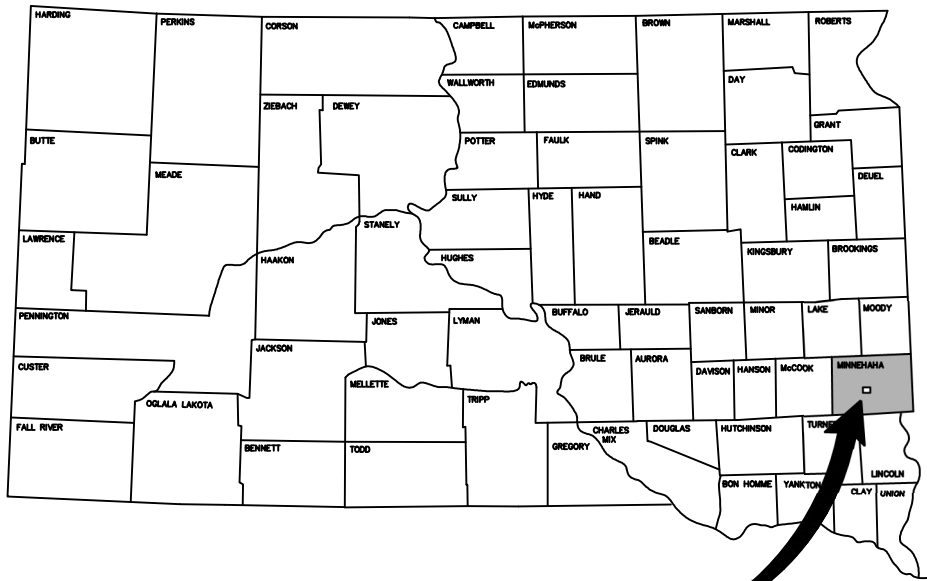 HARDING
PERKINS
CORSON
CAMPBELL
McPHERSON
BROWN
MARSHALL
ROBERTS
WALLWORTH
EDMUNDS
DAY
ZIEBACH
DEWEY
GRANT
BUTTE
POTTER
FAULK
SPINK
CLARK
CODINGTON
MEADE
DEUEL
SULLY
HYDE
HAND
HAMLIN
STANELY
LAWRENCE
BEADLE
KINGSBURY
BROOKINGS
HAAKON
HUGHES
PENNINGTON
JONES
LYMAN
BUFFALO
JERAULD
SANBORN
MINOR
LAKE
MOODY
JACKSON
BRULE
AURORA
CUSTER
DAVISON
HANSON
McCOOK
MINNEHAHA
MELLETTE
OGLALA LAKOTA
TRIPP
FALL RIVER
CHARLES
MIX
DOUGLAS
HUTCHINSON
BENNETT
TODD
GREGORY
LINCOLN
BON HOMME
YANKTON
CLAY
UNION